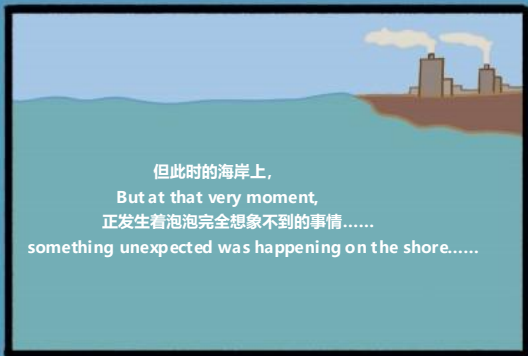 但此时的海岸上，
But at that very moment,
正发生着泡泡完全想象不到的事情……
something unexpected was happening on the shore……